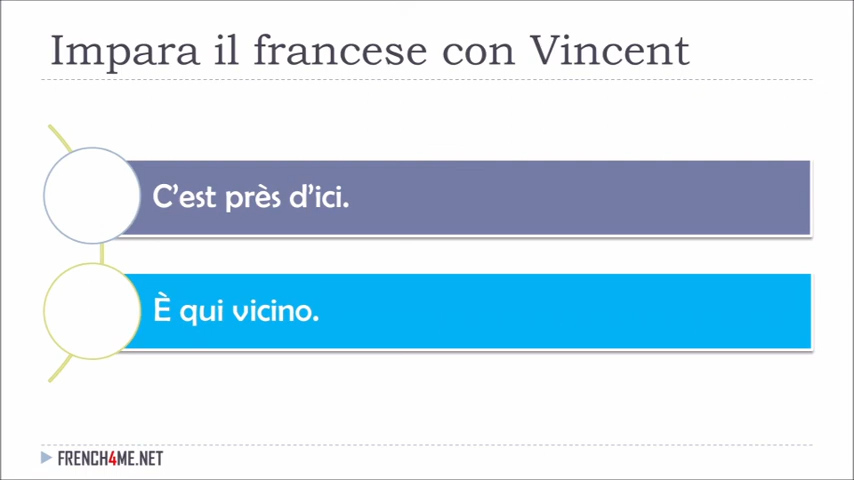 Impara il francese con Vincent
C’est près d’ici.
È qui vicino.
FRENCH4ME.NET